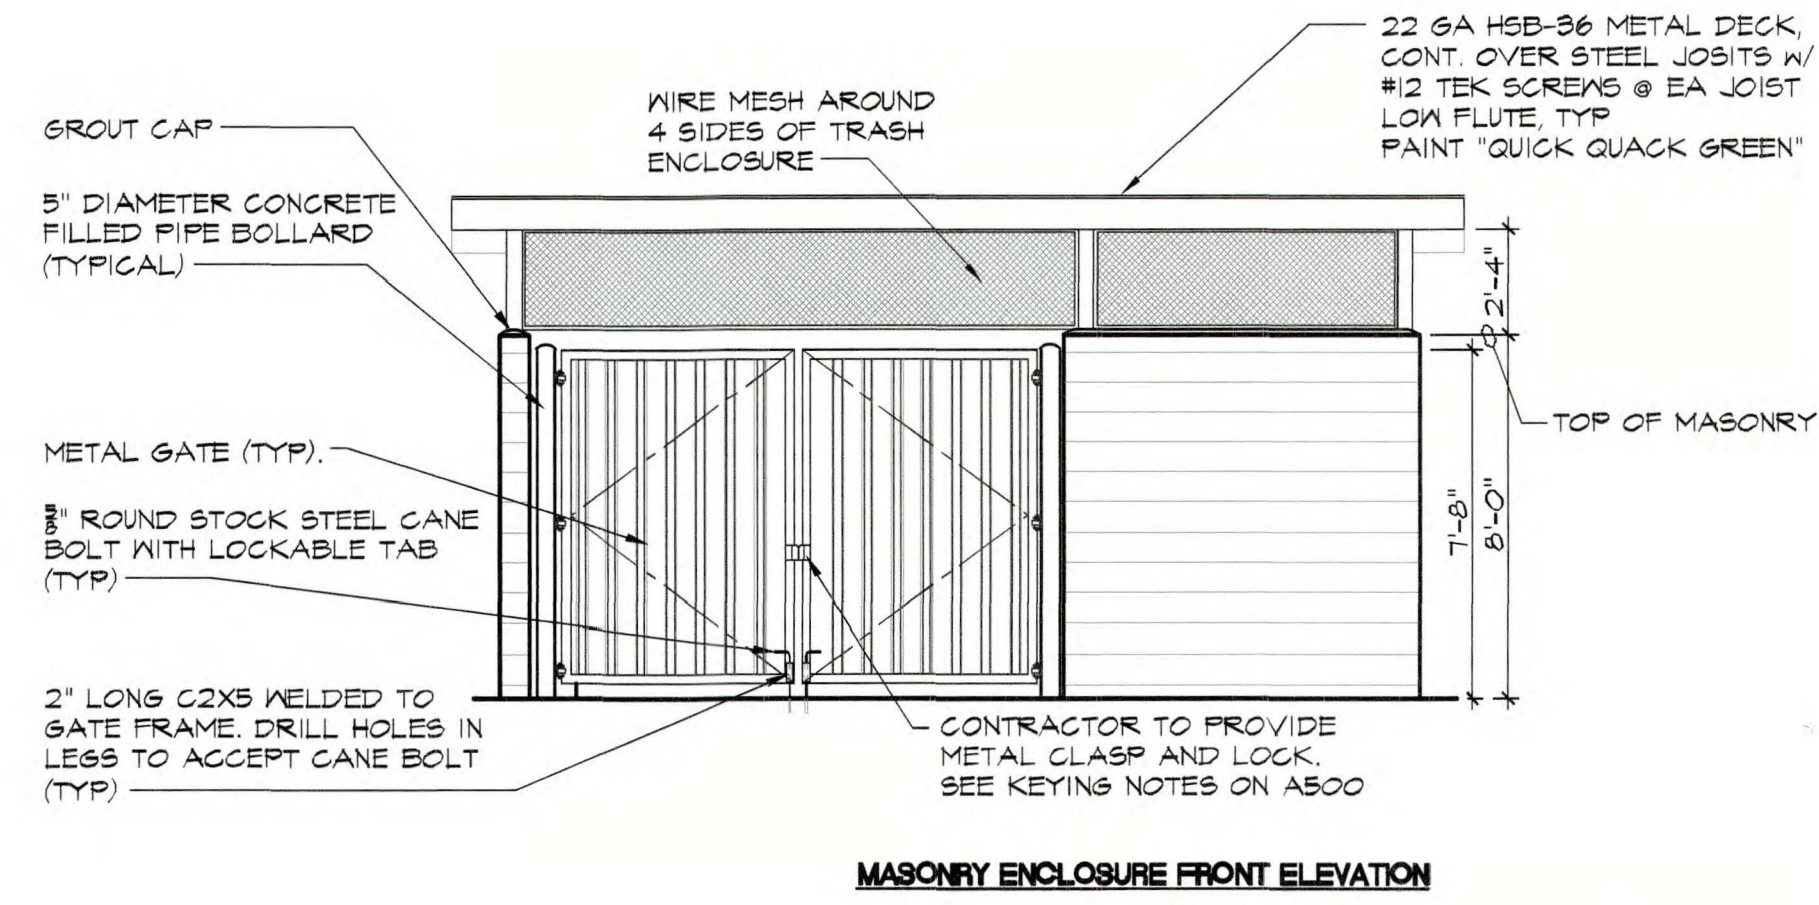 GROUT CAP
5" DIAMETER CONCRETE
FILLED PIPE BOLLARD
(TYPICAL)
METAL GATE (TYP).
5/8" ROUND STOCK STEEL CANE
BOLT WITH LOCKABLE TAB
(TYP)
2" LONG C2X5 WELDED TO
GATE FRAME. DRILL HOLES IN
LEGS TO ACCEPT CANE BOLT
(TYP)
WIRE MESH AROUND
4 SIDES OF TRASH
ENCLOSURE
22 GA HSB-36 METAL DECK,
CONT. OVER STEEL JOSITS W/
#12 TEK SCREWS @ EA JOIST
LOW FLUTE, TYP
PAINT "QUICK QUACK GREEN"
2'-4"
TOP OF MASONRY
7'-8"
8'-0"
CONTRACTOR TO PROVIDE
METAL CLASP AND LOCK.
SEE KEYING NOTES ON A500
MASONRY ENCLOSURE FRONT ELEVATION